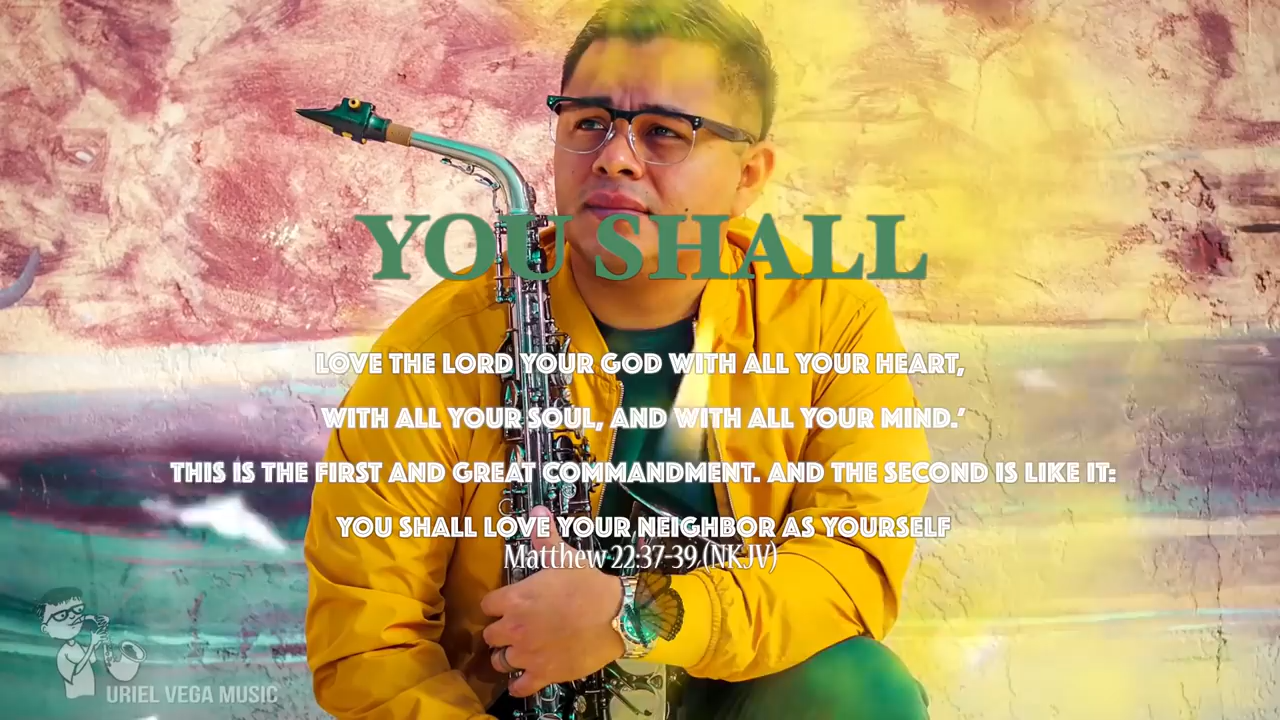 YOU SHALL
LOVE THE LORD YOUR GOD WITH ALL YOUR HEART,
WITH ALL YOUR SOUL, AND WITH ALL YOUR MIND.’
THIS IS THE FIRST AND GREAT COMMANDMENT. AND THE SECOND IS LIKE IT:
YOU SHALL LOVE YOUR NEIGHBOR AS YOURSELF
Matthew 22:37-39 (NKJV)
URIEL VEGA MUSIC